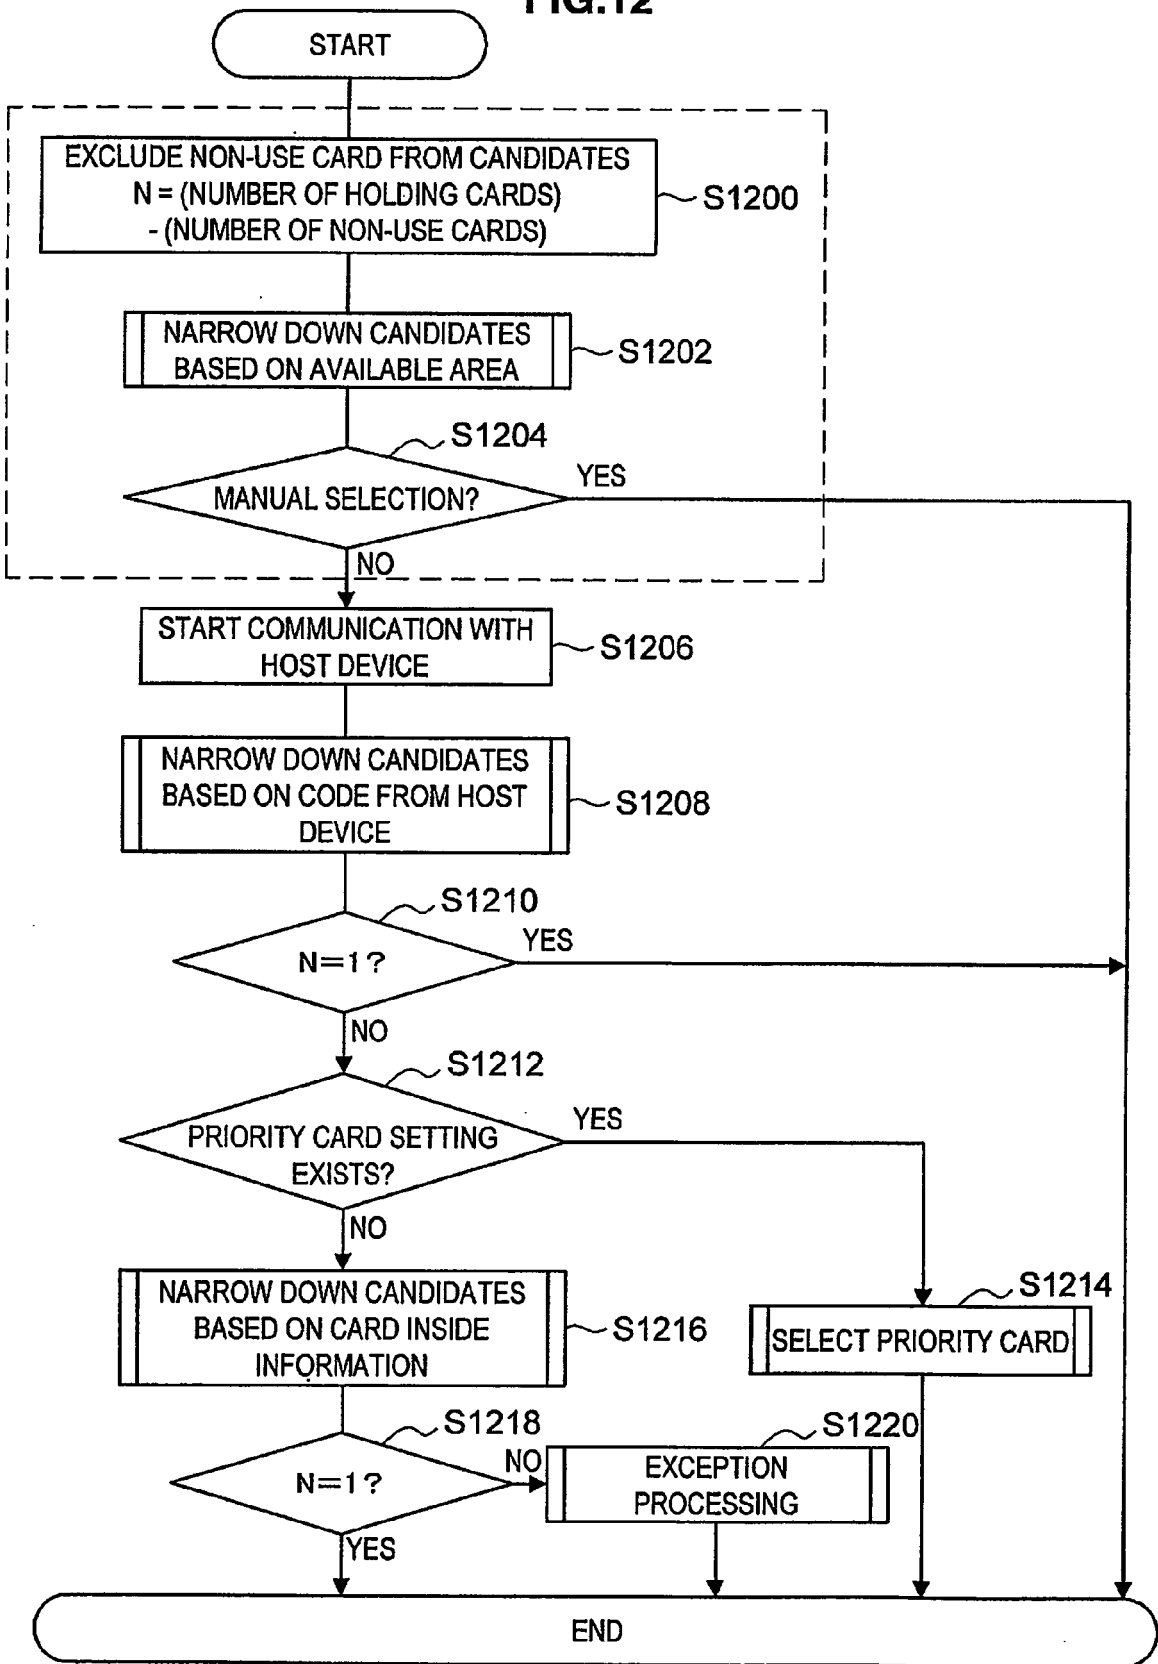 FIG.12
START
EXCLUDE NON-USE CARD FROM CANDIDATES
N = (NUMBER OF HOLDING CARDS)
- (NUMBER OF NON-USE CARDS)
S1200
NARROW DOWN CANDIDATES
BASED ON AVAILABLE AREA
S1202
S1204
MANUAL SELECTION?
YES
NO
START COMMUNICATION WITH
HOST DEVICE
S1206
NARROW DOWN CANDIDATES
BASED ON CODE FROM HOST
DEVICE
S1208
S1210
N=1?
YES
NO
S1212
PRIORITY CARD SETTING
EXISTS?
YES
NO
NARROW DOWN CANDIDATES
BASED ON CARD INSIDE
INFORMATION
S1216
S1214
SELECT PRIORITY CARD
S1218
N=1?
NO
YES
S1220
EXCEPTION
PROCESSING
END